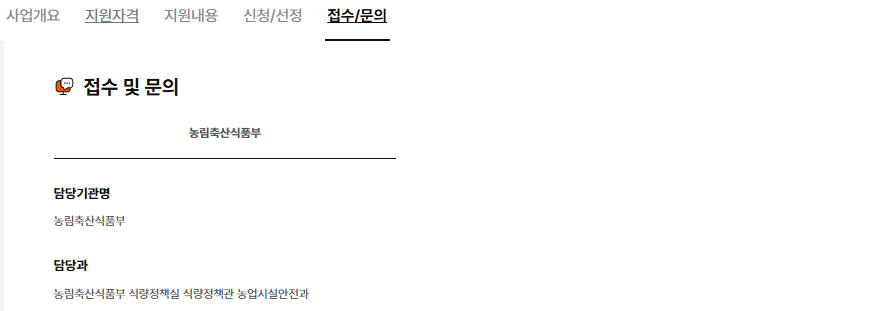 사업개요 지원자격 지원내용 신청/선정 접수/문의
접수 및 문의
농림축산식품부
담당기관명
농림축산식품부
담당과
농림축산식품부 식량정책실 식량정책관 농업시설안전과